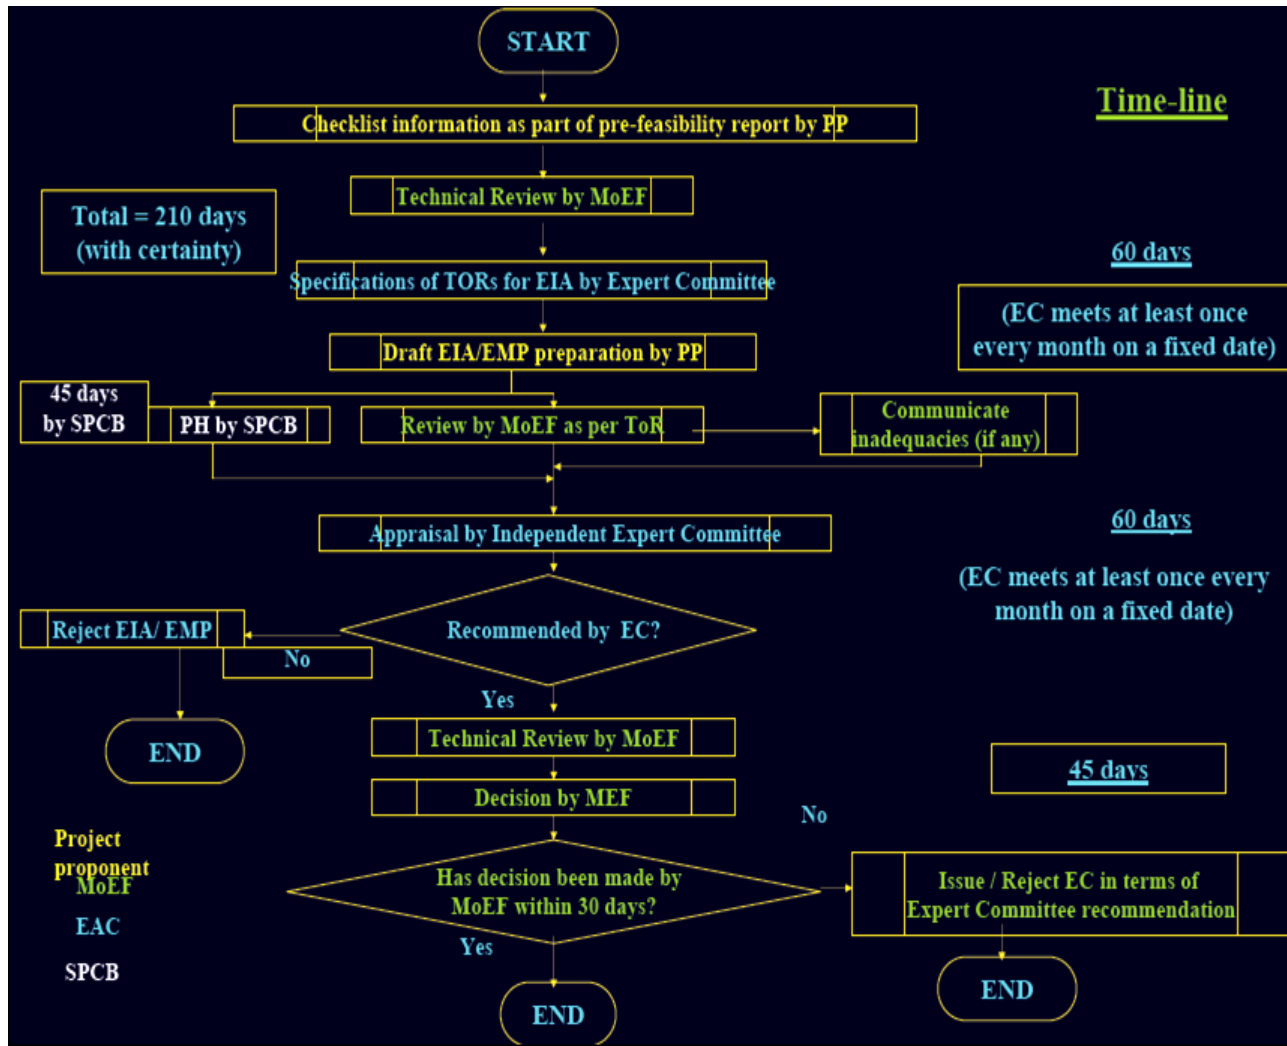 START
Time-line
Checklist information as part of pre-feasibility report by PP
Technical Review by MoEF
Total = 210 days
(with certainty)
60 days
Specifications of TORs for EIA by Expert Committee
(EC meets at least once
every month on a fixed date)
Draft EIA/EMP preparation by PP
45 days
by SPCB
PH by SPCB
Review by MoEF as per ToR
Communicate
inadequacies (if any)
Appraisal by Independent Expert Committee
60 days
(EC meets at least once every
month on a fixed date)
Reject EIA/ EMP
Recommended by EC?
No
Yes
Technical Review by MoEF
END
45 days
Decision by MEF
No
Project
proponent
MoEF
EAC
SPCB
Has decision been made by
MoEF within 30 days?
Issue / Reject EC in terms of
Expert Committee recommendation
Yes
END
END